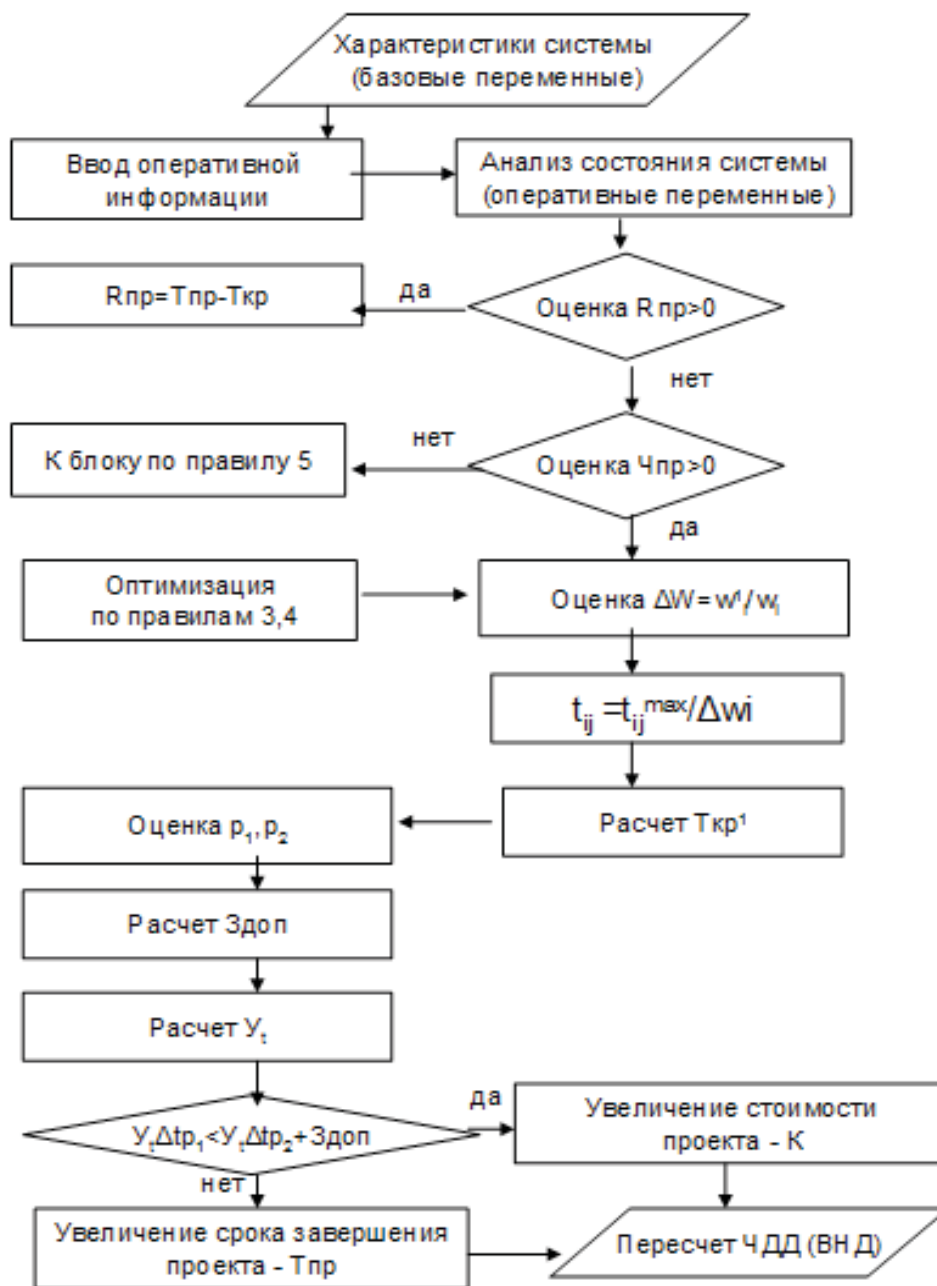 Характеристики системы
(базовые переменные)
Ввод оперативной
информации
Анализ состояния системы
(оперативные переменные)
Rпр=Тпр-Ткр
да
Оценка Rпр>0
нет
К блоку по правилу 5
нет
Оценка Чпр>0
да
Оптимизация
по правилам 3,4
Оценка ΔW=w¹ᵢ/wᵢ
tᵢⱼ =tᵢⱼᵐᵃˣ/Δwi
Оценка р₁,р₂
Расчет Ткр¹
Расчет Здоп
Расчет Уₜ
УₜΔtр₁<УₜΔtр₂+Здоп
да
Увеличение стоимости
проекта - К
нет
Увеличение срока завершения
проекта - Тпр
Пересчет ЧДД (ВНД)